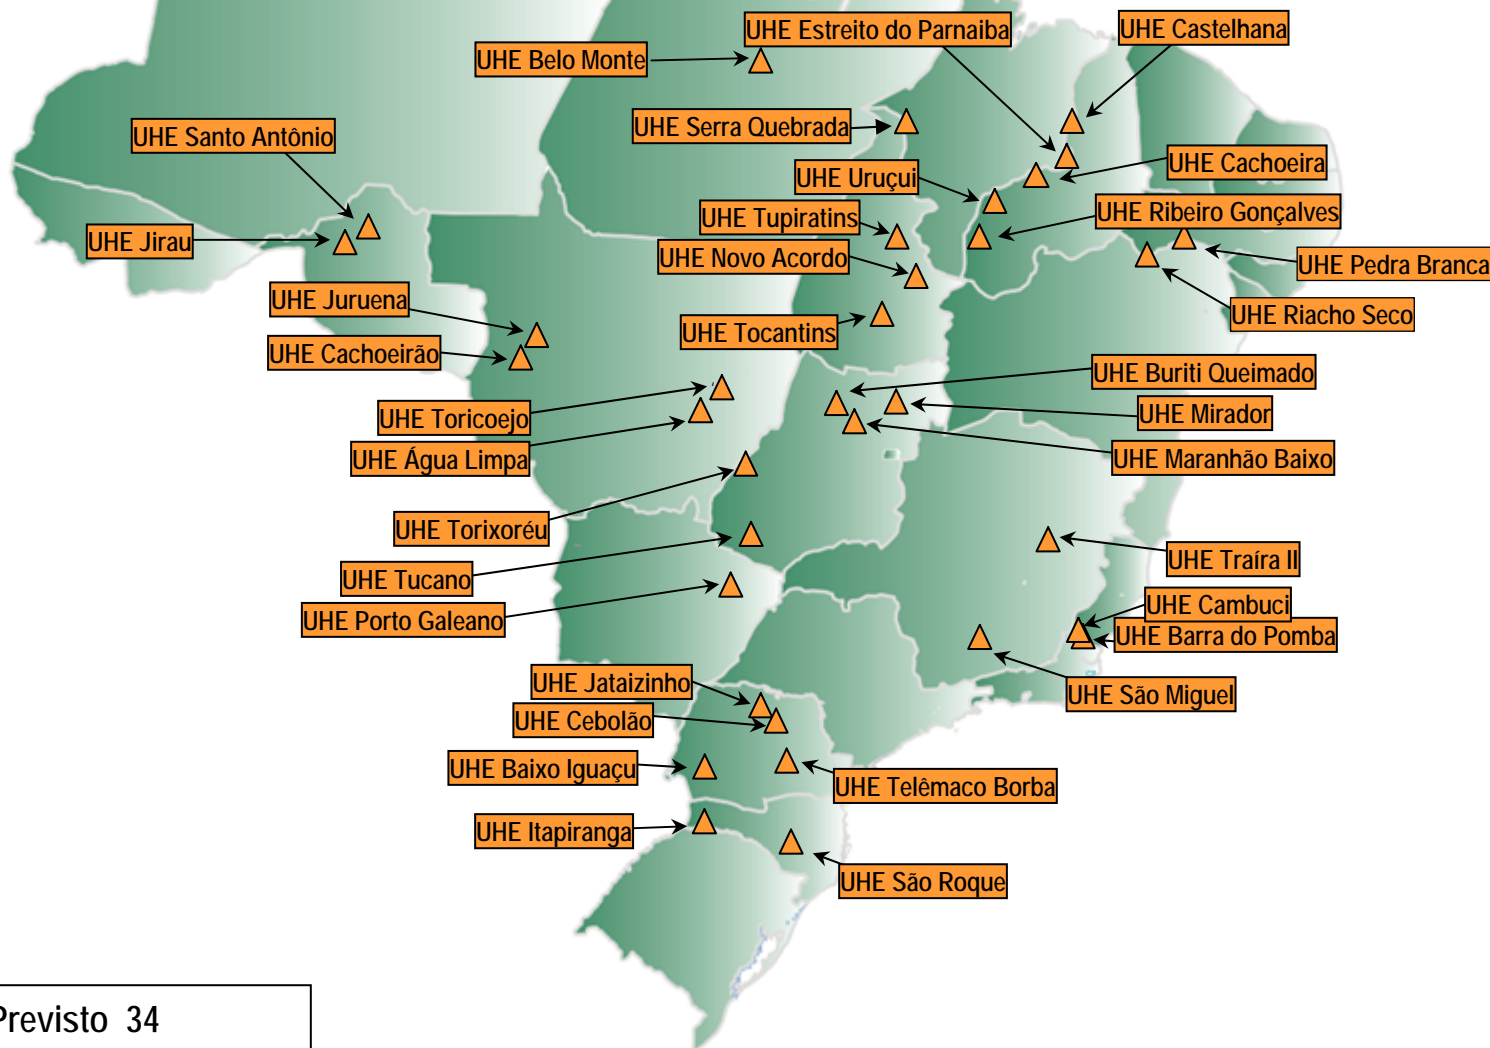 UHE Estreito do Parnaiba
UHE Castelhana
UHE Belo Monte
UHE Serra Quebrada
UHE Santo Antônio
UHE Cachoeira
UHE Uruçui
UHE Tupiratins
UHE Ribeiro Gonçalves
UHE Jirau
UHE Novo Acordo
UHE Pedra Branca
UHE Juruena
UHE Riacho Seco
UHE Tocantins
UHE Cachoeirão
UHE Buriti Queimado
UHE Toricoejo
UHE Mirador
UHE Água Limpa
UHE Maranhão Baixo
UHE Torixoréu
UHE Traíra II
UHE Tucano
UHE Cambuci
UHE Porto Galeano
UHE Barra do Pomba
UHE Jataizinho
UHE São Miguel
UHE Cebolão
UHE Baixo Iguaçu
UHE Telêmaco Borba
UHE Itapiranga
UHE São Roque
Previsto 34